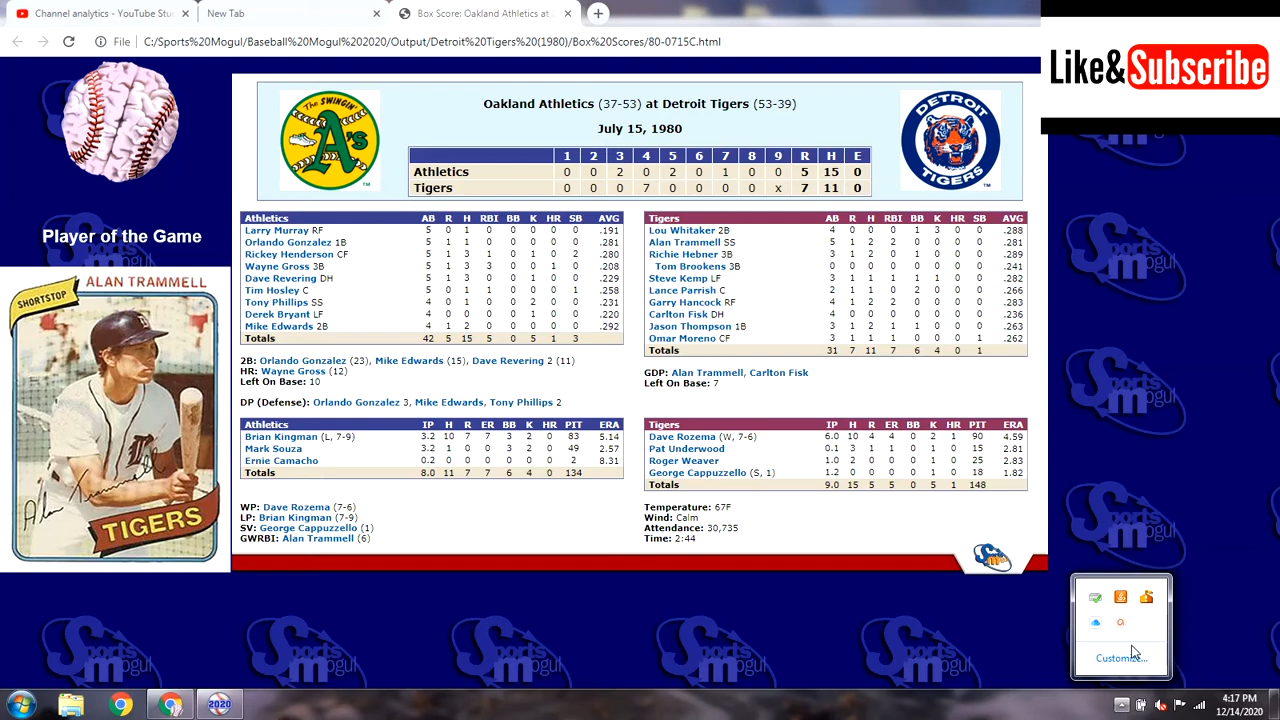 Channel analytics - YouTube Stu
New Tab
Box Score: Oakland Athletics at
File C:/Sports%20Mogul/Baseball%20Mogul%202020/Output/Detroit%20Tigers%20(1980)/Box%20Scores/80-0715C.html
Like& Subscribe
Player of the Game
SHORTSTOP
ALAN TRAMMELL
Alan Trammell
TIGERS
The SWINGIN' A's
DETROIT TIGERS
Oakland Athletics (37-53) at Detroit Tigers (53-39)
July 15, 1980
1 2 3 4 5 6 7 8 9 R H E
Athletics 0 0 2 0 2 0 1 0 0 5 15 0
Tigers 0 0 0 7 0 0 0 0 x 7 11 0
Athletics AB R H RBI BB K HR SB AVG
Larry Murray RF 5 0 1 0 0 0 0 0 .191
Orlando Gonzalez 1B 5 1 1 0 0 0 0 0 .281
Rickey Henderson CF 5 1 3 1 0 1 0 2 .280
Wayne Gross 3B 5 1 3 3 0 0 1 0 .208
Dave Revering DH 5 1 3 0 0 0 0 0 .229
Tim Hosley C 5 0 1 1 0 1 0 1 .258
Tony Phillips SS 4 0 1 0 0 2 0 0 .231
Derek Bryant LF 4 0 0 0 0 1 0 0 .220
Mike Edwards 2B 4 1 2 0 0 0 0 0 .292
Totals 42 5 15 5 0 5 1 3
2B: Orlando Gonzalez (23), Mike Edwards (15), Dave Revering 2 (11)
HR: Wayne Gross (12)
Left On Base: 10
DP (Defense): Orlando Gonzalez 3, Mike Edwards, Tony Phillips 2
Athletics IP H R ER BB K HR PIT ERA
Brian Kingman (L, 7-9) 3.2 10 7 7 3 2 0 83 5.14
Mark Souza 3.2 1 0 0 3 2 0 49 2.57
Ernie Camacho 0.2 0 0 0 0 0 0 2 8.31
Totals 8.0 11 7 7 6 4 0 134
WP: Dave Rozema (7-6)
LP: Brian Kingman (7-9)
SV: George Cappuzzello (1)
GWRBI: Alan Trammell (6)
Tigers AB R H RBI BB K HR SB AVG
Lou Whitaker 2B 4 0 0 0 1 3 0 0 .288
Alan Trammell SS 5 1 2 2 0 0 0 0 .281
Richie Hebner 3B 3 1 2 0 2 0 0 1 .289
Tom Brookens 3B 0 0 0 0 0 0 0 0 .241
Steve Kemp LF 3 1 1 1 1 1 0 0 .282
Lance Parrish C 2 1 1 0 2 0 0 0 .266
Garry Hancock RF 4 1 2 2 0 0 0 0 .283
Carlton Fisk DH 4 0 0 0 0 0 0 0 .236
Jason Thompson 1B 3 1 2 1 1 0 0 0 .263
Omar Moreno CF 3 1 1 1 0 0 0 0 .262
Totals 31 7 11 7 6 4 0 1
GDP: Alan Trammell, Carlton Fisk
Left On Base: 7
Tigers IP H R ER BB K HR PIT ERA
Dave Rozema (W, 7-6) 6.0 10 4 4 0 2 1 90 4.59
Pat Underwood 0.1 3 1 1 0 1 0 15 2.81
Roger Weaver 1.0 2 0 0 0 1 0 25 2.83
George Cappuzzello (S, 1) 1.2 0 0 0 0 1 0 18 1.82
Totals 9.0 15 5 5 0 5 1 148
Temperature: 67F
Wind: Calm
Attendance: 30,735
Time: 2:44
Sports Mogul
Customize...
2020
4:17 PM
12/14/2020